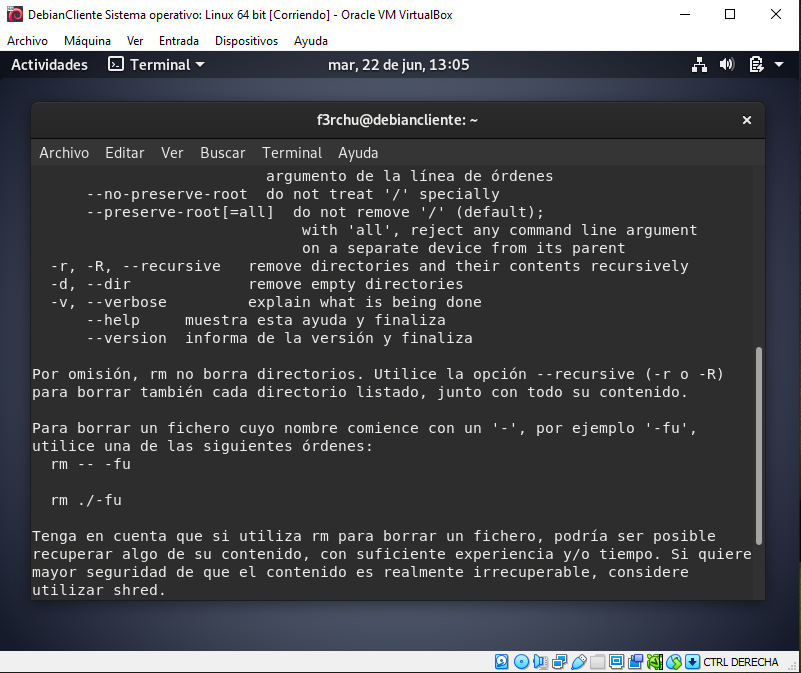 DebianCliente Sistema operativo: Linux 64 bit [Corriendo] - Oracle VM VirtualBox
Archivo Máquina Ver Entrada Dispositivos Ayuda
Actividades Terminal mar, 22 de jun, 13:05
f3rchu@debiancliente: ~
Archivo Editar Ver Buscar Terminal Ayuda
argumento de la línea de órdenes
--no-preserve-root do not treat '/' specially
--preserve-root[=all] do not remove '/' (default);
with 'all', reject any command line argument
on a separate device from its parent
-r, -R, --recursive remove directories and their contents recursively
-d, --dir remove empty directories
-v, --verbose explain what is being done
--help muestra esta ayuda y finaliza
--version informa de la versión y finaliza
Por omisión, rm no borra directorios. Utilice la opción --recursive (-r o -R)
para borrar también cada directorio listado, junto con todo su contenido.
Para borrar un fichero cuyo nombre comience con un '-', por ejemplo '-fu',
utilice una de las siguientes órdenes:
rm -- -fu
rm ./-fu
Tenga en cuenta que si utiliza rm para borrar un fichero, podría ser posible
recuperar algo de su contenido, con suficiente experiencia y/o tiempo. Si quiere
mayor seguridad de que el contenido es realmente irrecuperable, considere
utilizar shred.
CTRL DERECHA